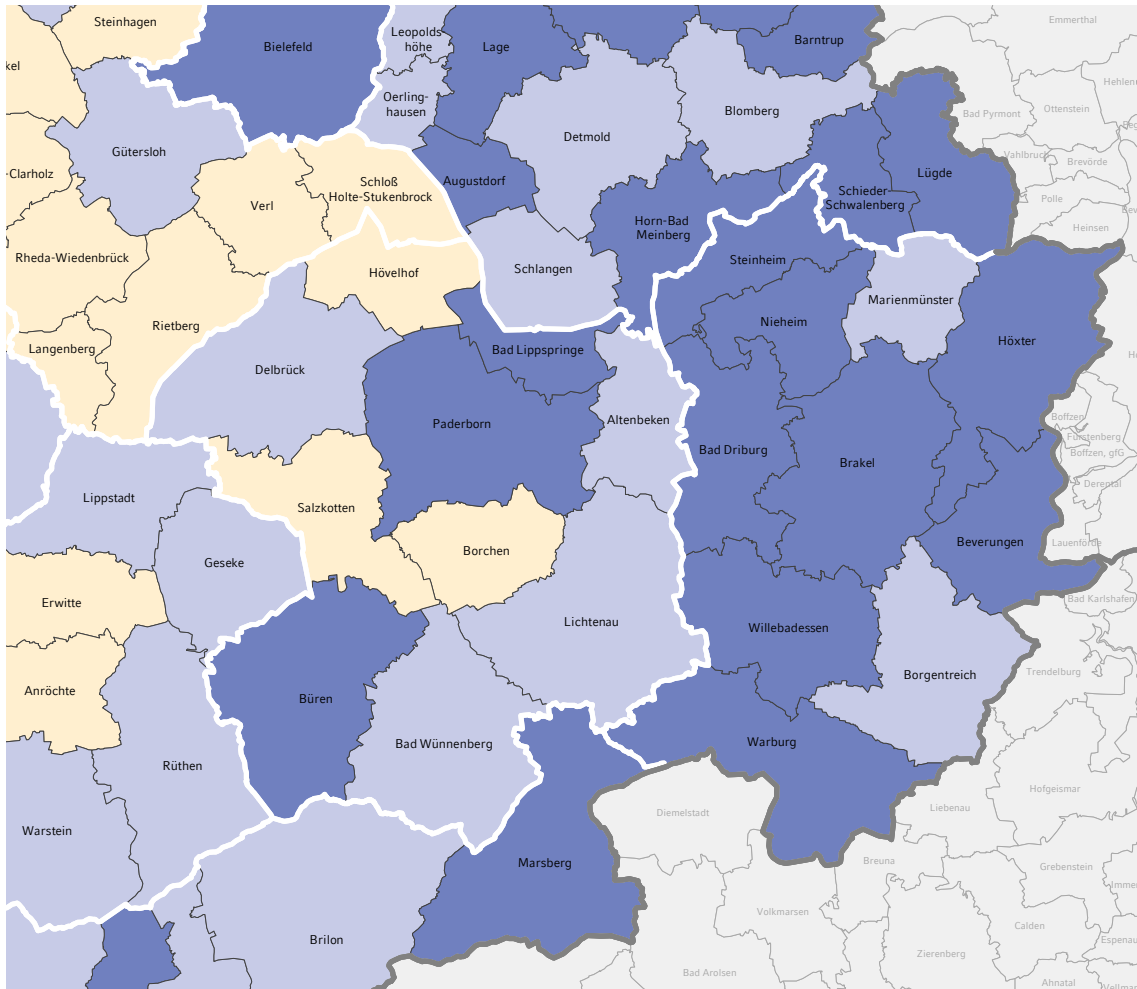 Steinhagen
Bielefeld
Leopolds
höhe
Lage
Barntrup
Emmerthal
kel
Oerling-
hausen
Blomberg
Hehlen
Ottenstein
Bad Pyrmont
Detmold
Gütersloh
-Clarholz
Augustdorf
Schloß
Holte-Stukenbrock
Verl
Lügde
Vahlbruch
Brevörde
Schieder-
Schwalenberg
Polle
Heinsen
Horn-Bad
Meinberg
Rheda-Wiedenbrück
Hövelhof
Schlangen
Steinheim
Marienmünster
Rietberg
Nieheim
Höxter
Langenberg
Bad Lippspringe
Delbrück
Paderborn
Altenbeken
Boffzen
Fürstenberg
Boffzen, gfG
Bad Driburg
Brakel
Derental
Lippstadt
Salzkotten
Borchen
Beverungen
Lauenförde
Geseke
Erwitte
Lichtenau
Willebadessen
Bad Karlshafen
Borgentreich
Trendelburg
Anröchte
Büren
Bad Wünnenberg
Warburg
Rüthen
Hofgeismar
Liebenau
Diemelstadt
Warstein
Marsberg
Breuna
Grebenstein
Imme
Volkmarsen
Calden
Espenau
Brilon
Zierenberg
Bad Arolsen
Ahnatal
Vellmar